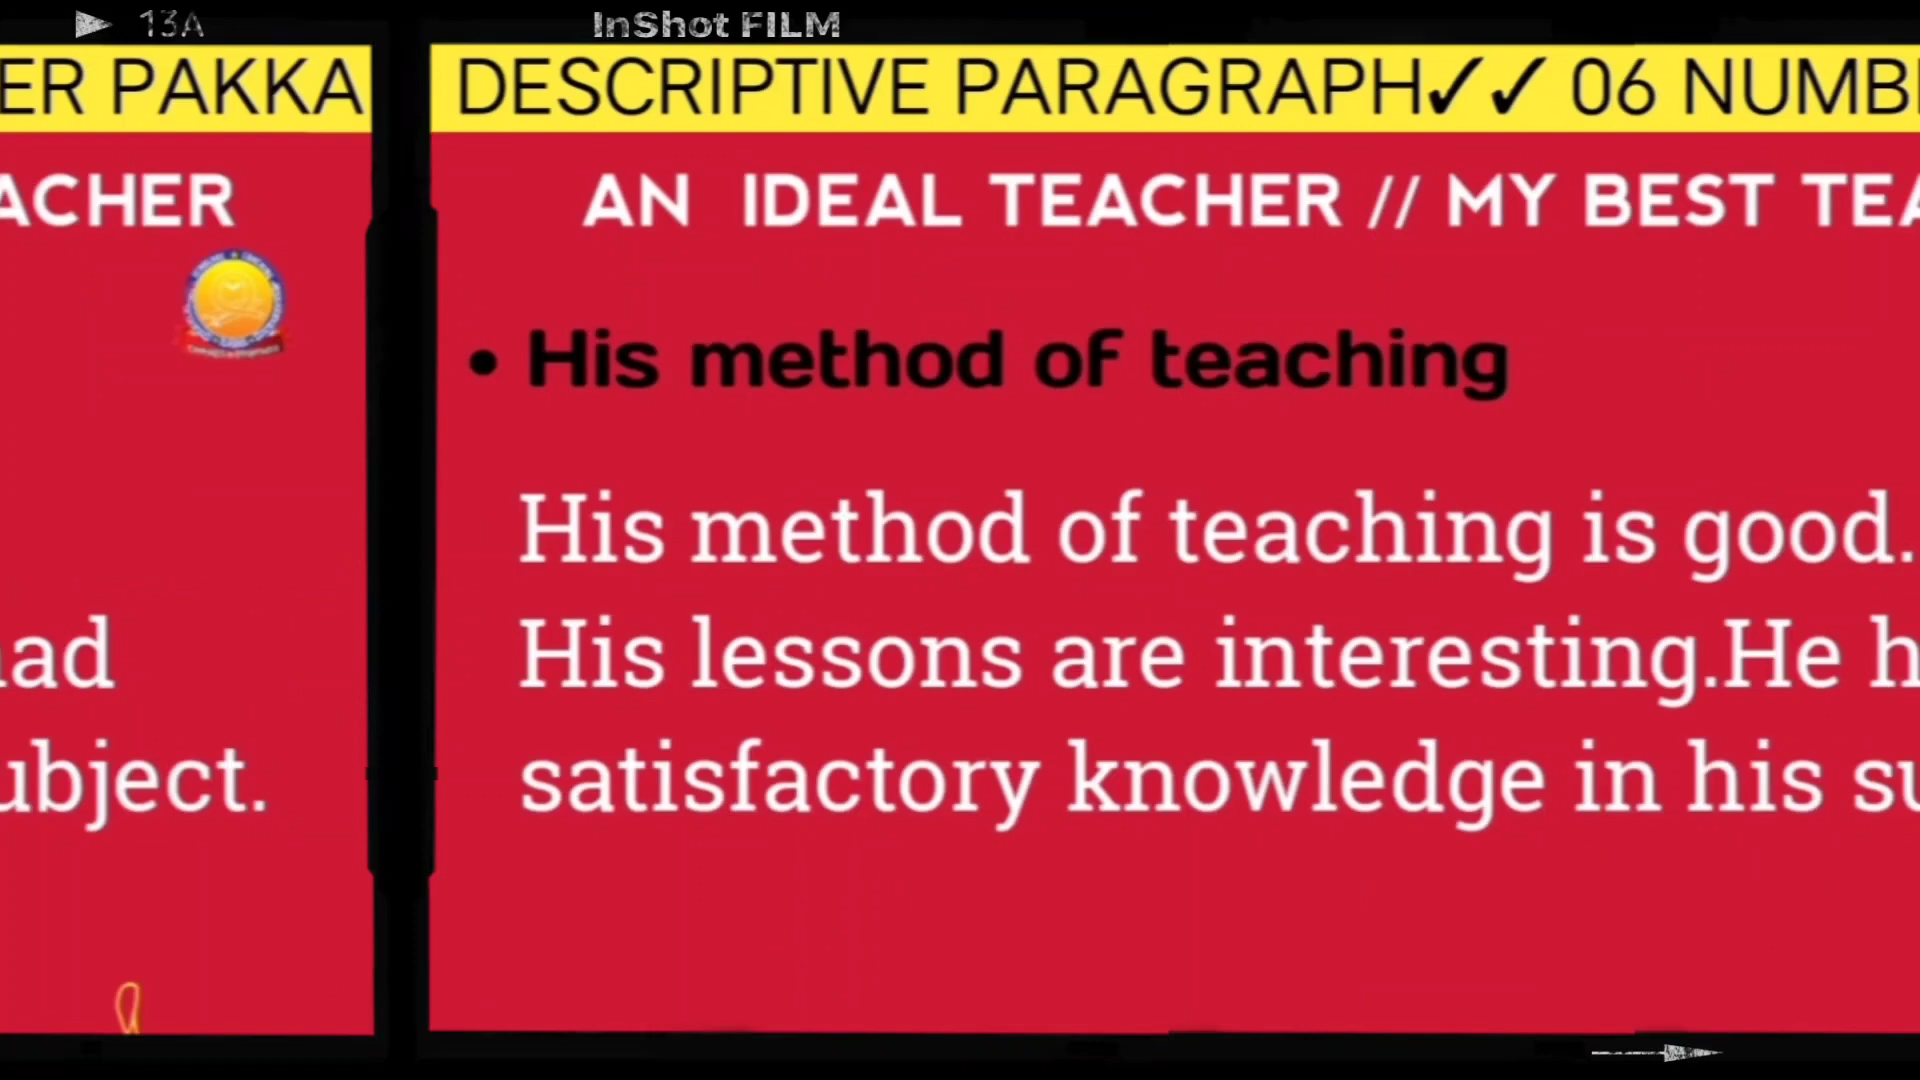 13A
InShot FILM
ER PAKKA
ACHER
ad
ubject.
DESCRIPTIVE PARAGRAPH✓✓ 06 NUMB
AN IDEAL TEACHER // MY BEST TEA
• His method of teaching
His method of teaching is good.
His lessons are interesting.He h
satisfactory knowledge in his su